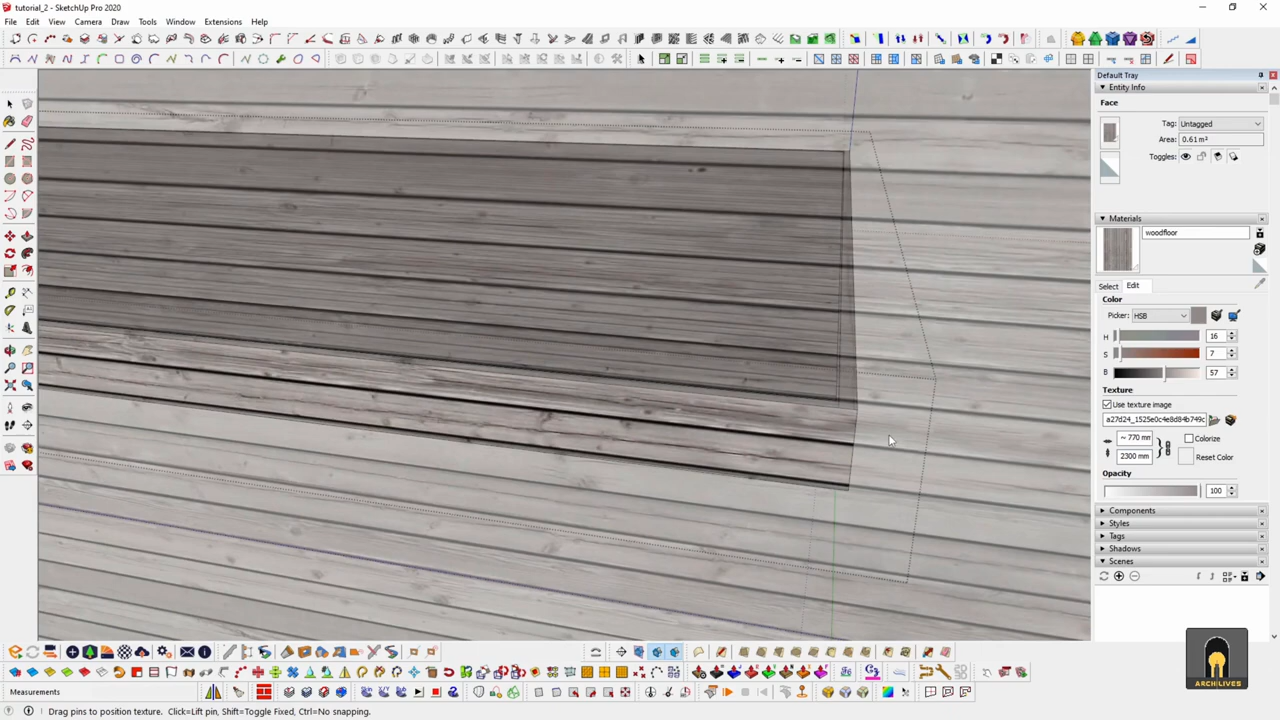 tutorial_2 - SketchUp Pro 2020
File Edit View Camera Draw Tools Window Extensions Help
Default Tray
Entity Info
Face
Tag: Untagged
Area: 0.61 m²
Toggles:
Materials
woodfloor
Select Edit
Color
Picker: HSB
H 16
S 7
B 57
Texture
Use texture image
a27d24_1525e0c4e8d84b749c
~ 770 mm
Colorize
2300 mm
Reset Color
Opacity
100
Components
Styles
Tags
Shadows
Scenes
ARCHLIVES
Measurements
Drag pins to position texture. Click=Lift pin, Shift=Toggle Fixed, Ctrl=No snapping.